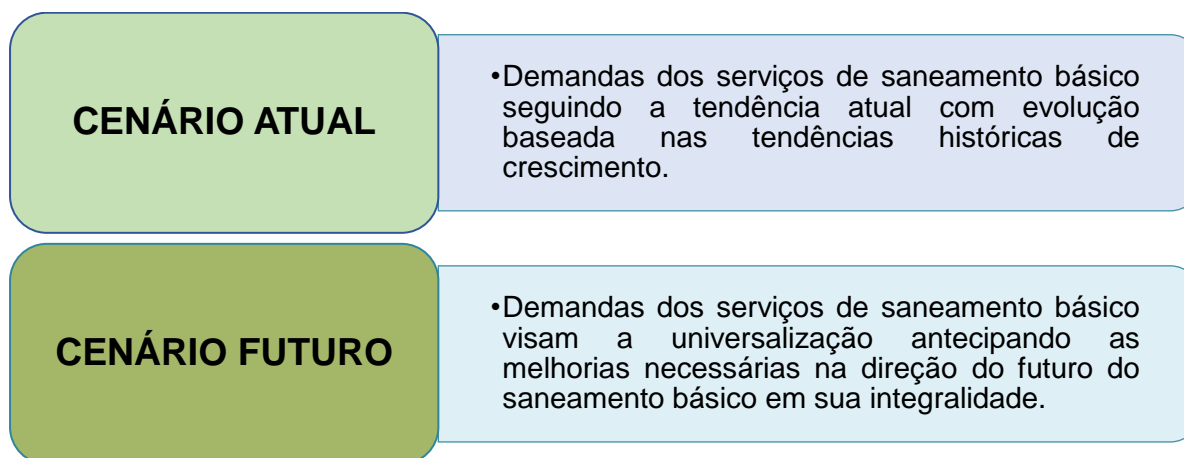 CENÁRIO ATUAL
•Demandas dos serviços de saneamento básico
seguindo a tendência atual com evolução
baseada nas tendências históricas de
crescimento.
CENÁRIO FUTURO
•Demandas dos serviços de saneamento básico
visam a universalização antecipando as
melhorias necessárias na direção do futuro do
saneamento básico em sua integralidade.